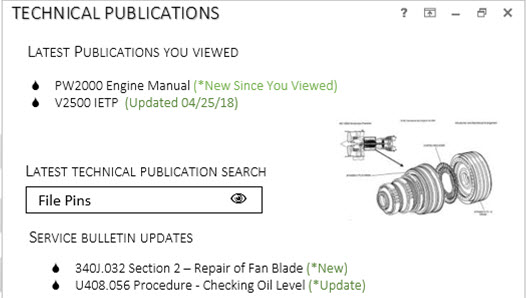 TECHNICAL PUBLICATIONS
LATEST PUBLICATIONS YOU VIEWED
PW2000 Engine Manual (*New Since You Viewed)
V2500 IETP (Updated 04/25/18)
LATEST TECHNICAL PUBLICATION SEARCH
File Pins
SERVICE BULLETIN UPDATES
340J.032 Section 2 – Repair of Fan Blade (*New)
U408.056 Procedure - Checking Oil Level (*Update)